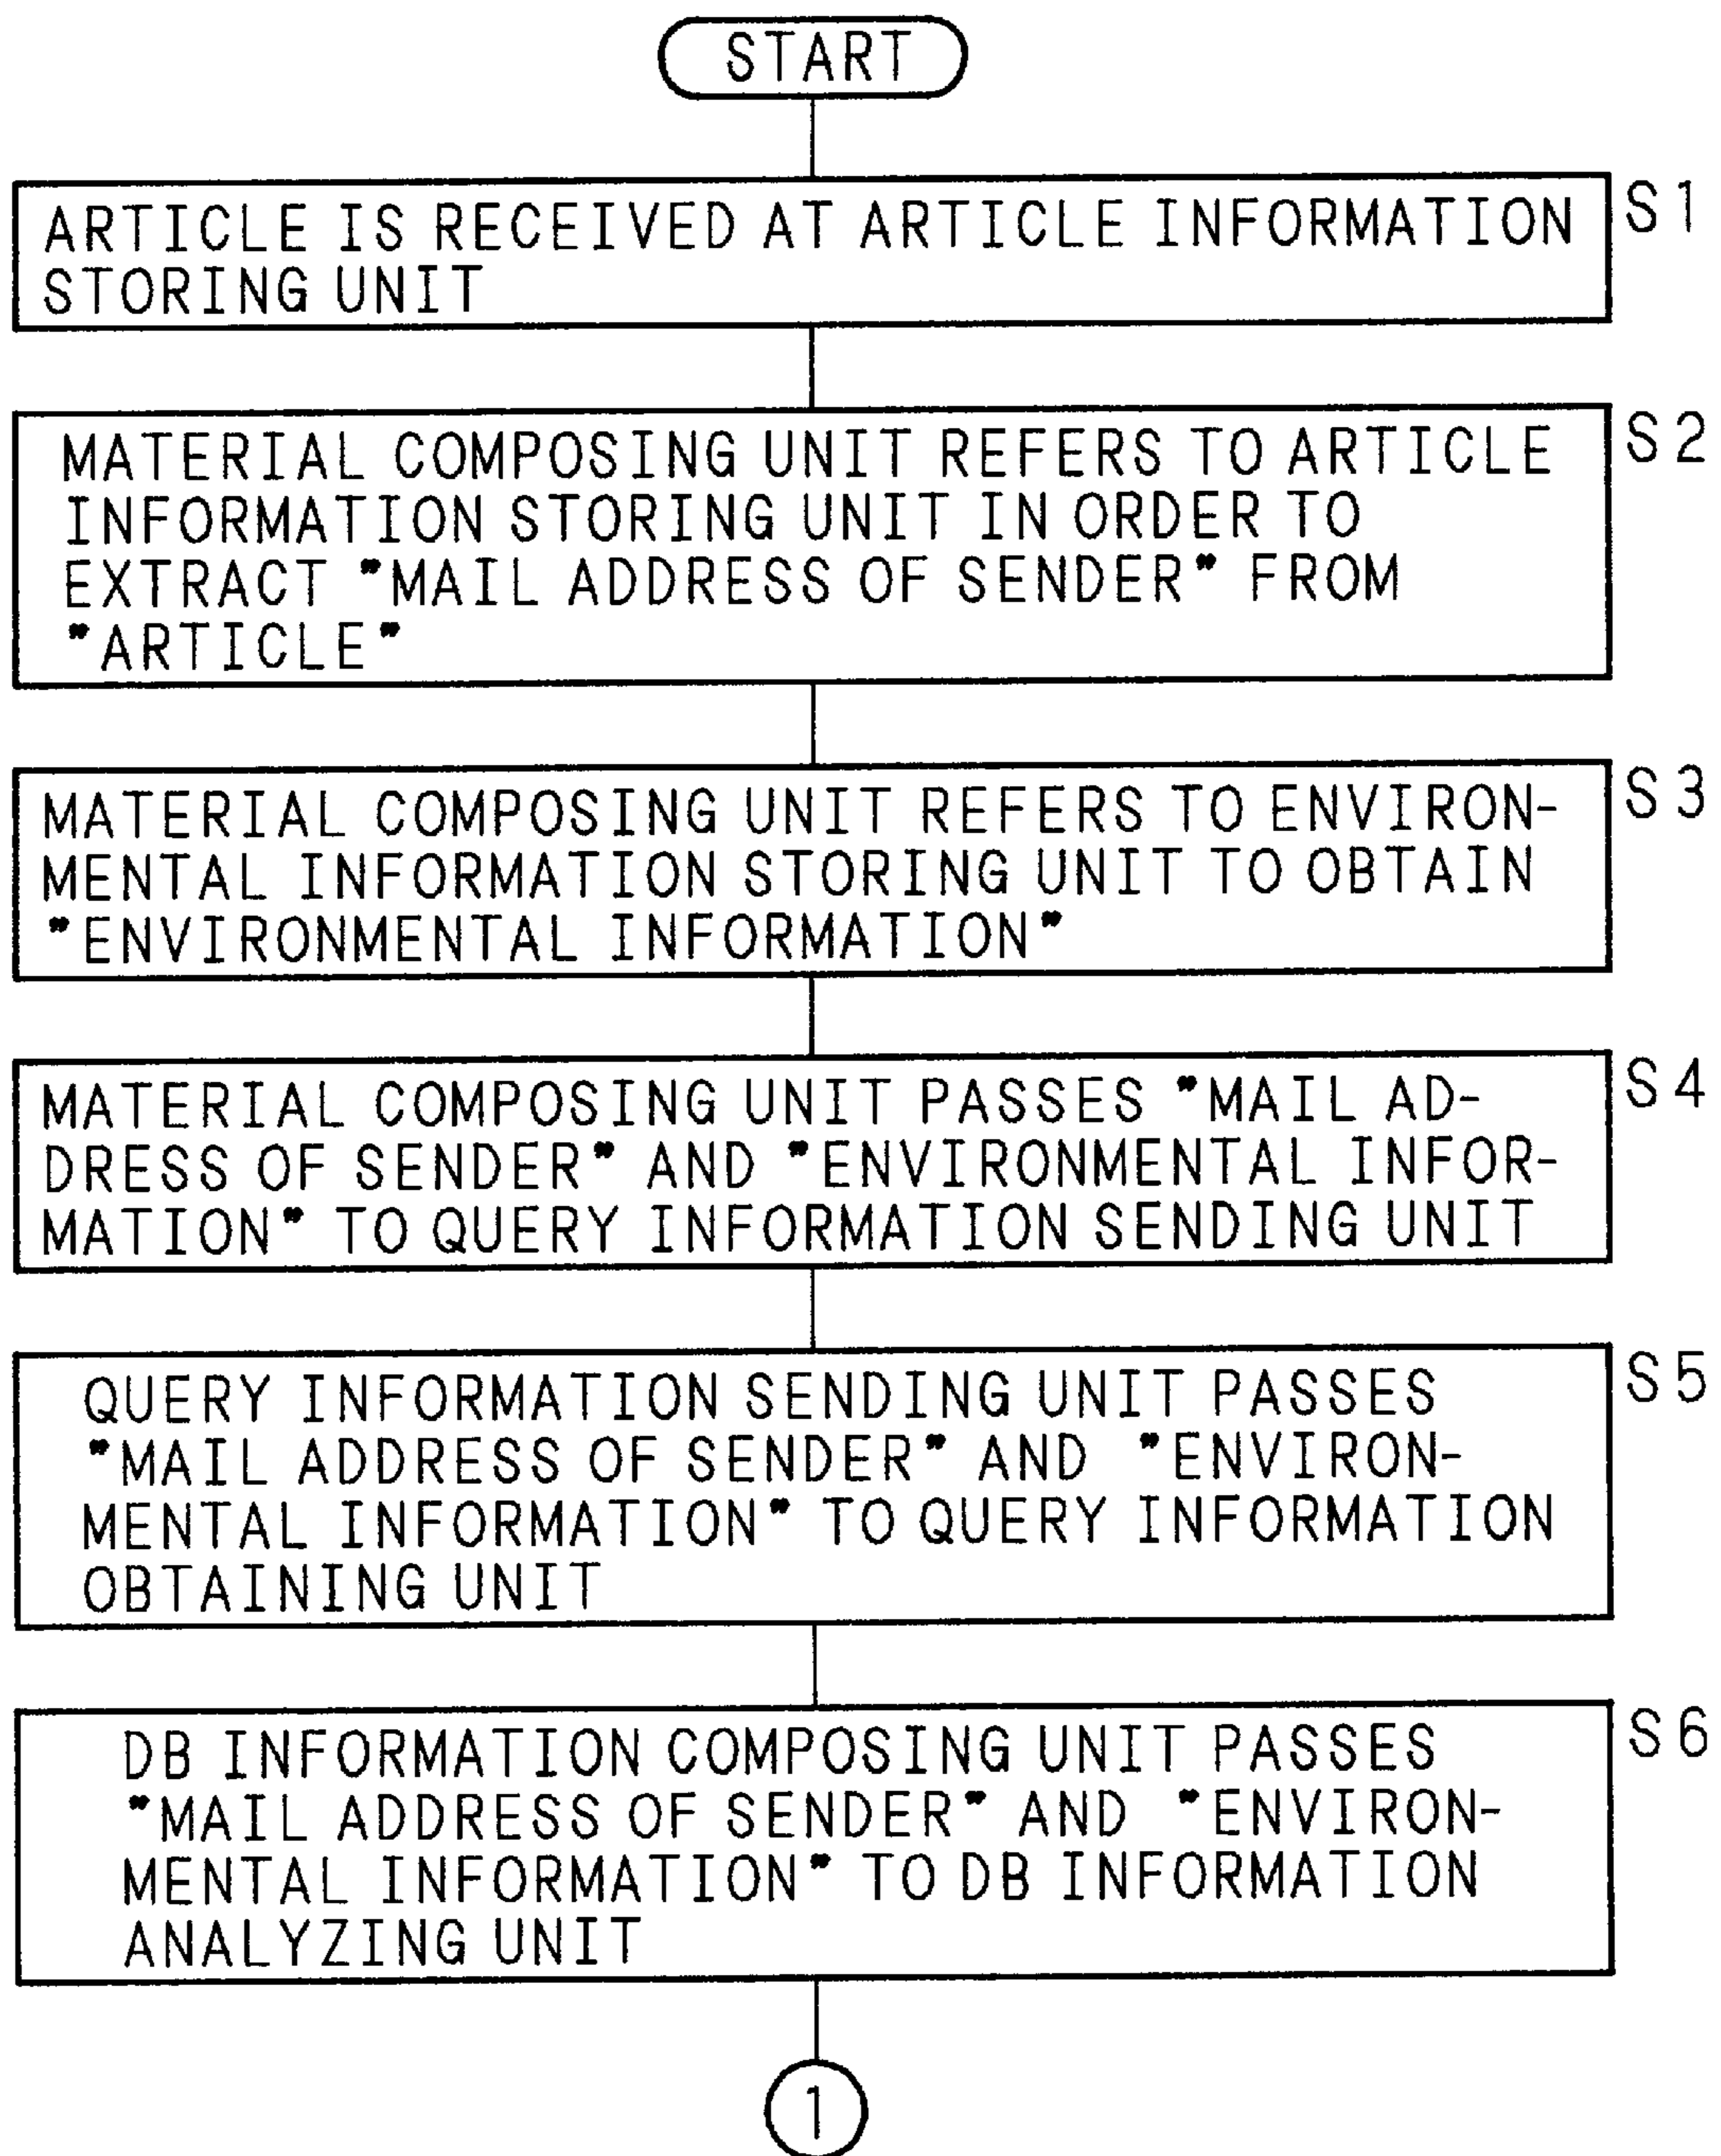 START
S1
ARTICLE IS RECEIVED AT ARTICLE INFORMATION
STORING UNIT
S2
MATERIAL COMPOSING UNIT REFERS TO ARTICLE
INFORMATION STORING UNIT IN ORDER TO
EXTRACT "MAIL ADDRESS OF SENDER" FROM
"ARTICLE"
S3
MATERIAL COMPOSING UNIT REFERS TO ENVIRON-
MENTAL INFORMATION STORING UNIT TO OBTAIN
"ENVIRONMENTAL INFORMATION"
S4
MATERIAL COMPOSING UNIT PASSES "MAIL AD-
DRESS OF SENDER" AND "ENVIRONMENTAL INFOR-
MATION" TO QUERY INFORMATION SENDING UNIT
S5
QUERY INFORMATION SENDING UNIT PASSES
"MAIL ADDRESS OF SENDER" AND "ENVIRON-
MENTAL INFORMATION" TO QUERY INFORMATION
OBTAINING UNIT
S6
DB INFORMATION COMPOSING UNIT PASSES
"MAIL ADDRESS OF SENDER" AND "ENVIRON-
MENTAL INFORMATION" TO DB INFORMATION
ANALYZING UNIT
1